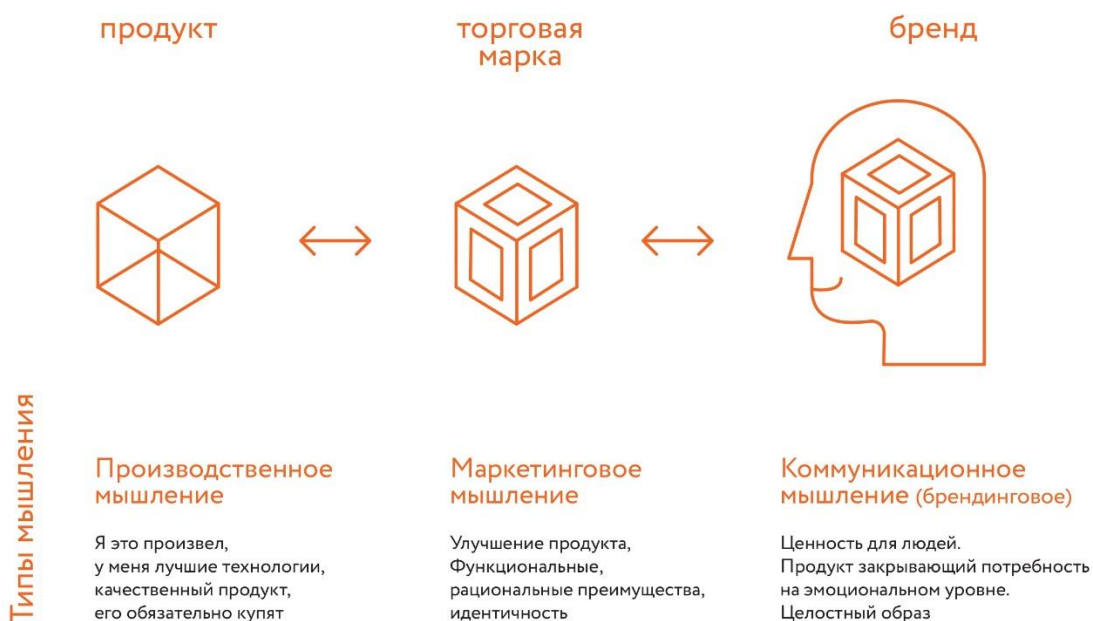 продукт
торговая
марка
бренд
Типы мышления
Производственное
мышление
Я это произвел,
у меня лучшие технологии,
качественный продукт,
его обязательно купят
Маркетинговое
мышление
Улучшение продукта,
Функциональные,
рациональные преимущества,
идентичность
Коммуникационное
мышление (брендинговое)
Ценность для людей.
Продукт закрывающий потребность
на эмоциональном уровне.
Целостный образ